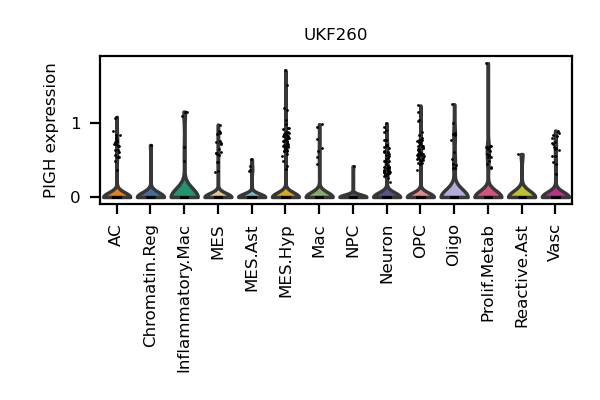 UKF260
PIGH expression
1
0
AC
Chromatin.Reg
Inflammatory.Mac
MES
MES.Ast
MES.Hyp
Mac
NPC
Neuron
OPC
Oligo
Prolif.Metab
Reactive.Ast
Vasc